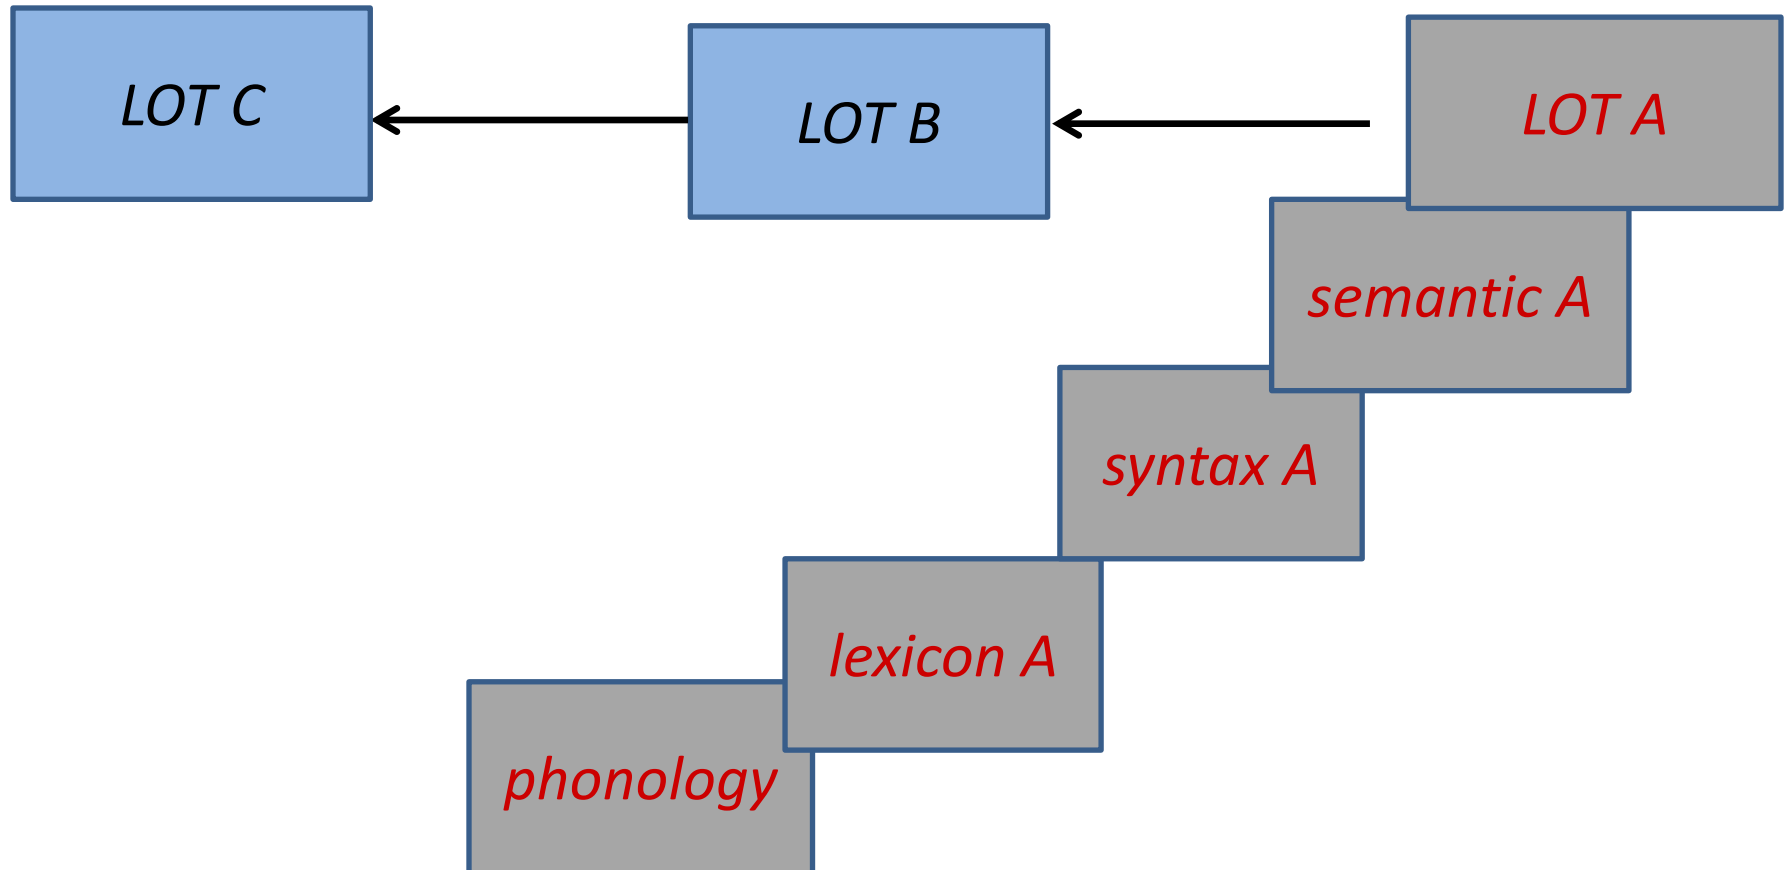 LOT C
LOT B
LOT A
semantic A
syntax A
lexicon A
phonology